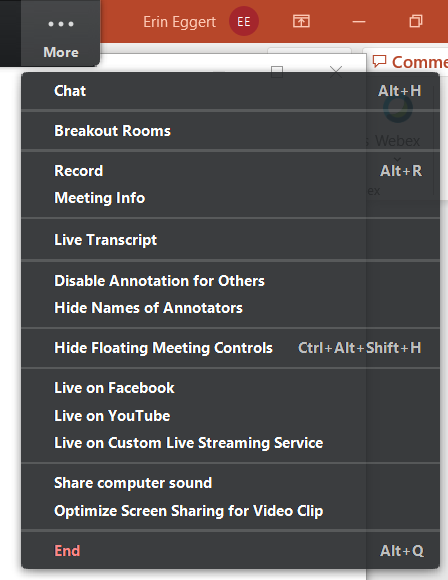 More
Erin Eggert EE
Comme
Webex
ex
Chat Alt+H
Breakout Rooms
Record Alt+R
Meeting Info
Live Transcript
Disable Annotation for Others
Hide Names of Annotators
Hide Floating Meeting Controls Ctrl+Alt+Shift+H
Live on Facebook
Live on YouTube
Live on Custom Live Streaming Service
Share computer sound
Optimize Screen Sharing for Video Clip
End Alt+Q